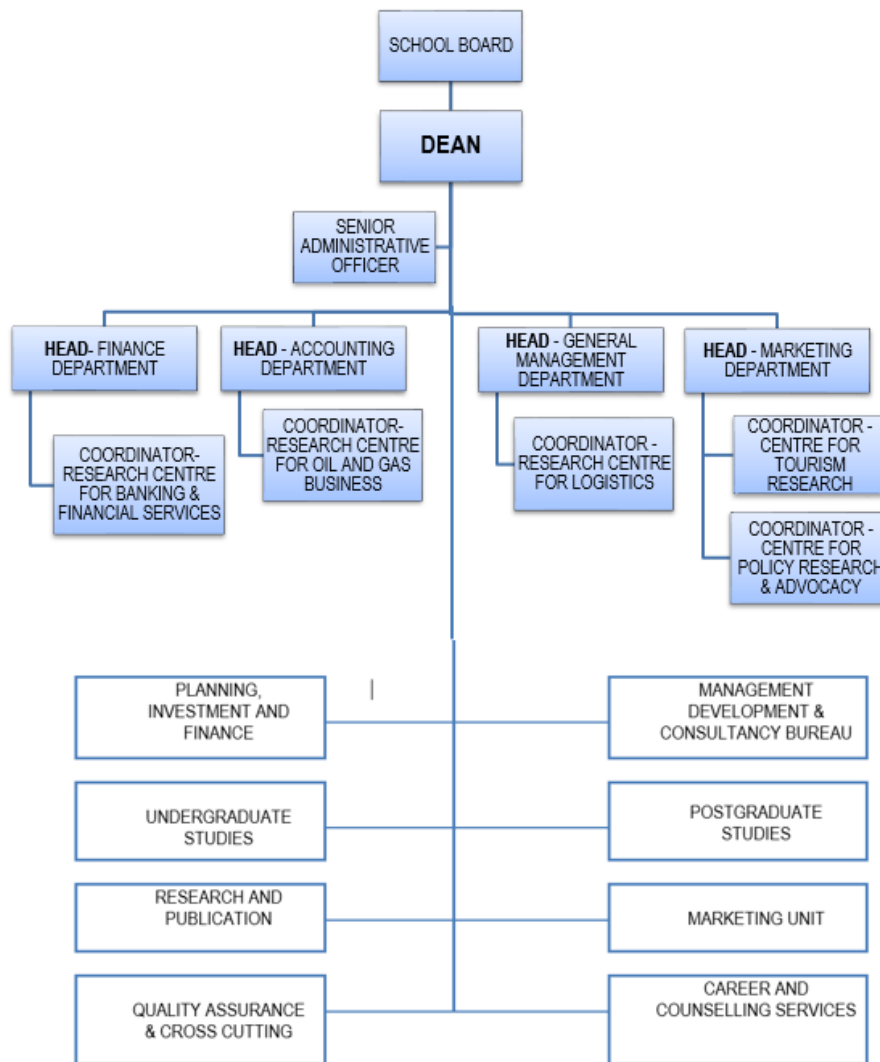 SCHOOL BOARD
DEAN
SENIOR
ADMINISTRATIVE
OFFICER
HEAD- FINANCE
DEPARTMENT
HEAD - ACCOUNTING
DEPARTMENT
HEAD - GENERAL
MANAGEMENT
DEPARTMENT
HEAD - MARKETING
DEPARTMENT
COORDINATOR-
RESEARCH CENTRE
FOR BANKING &
FINANCIAL SERVICES
COORDINATOR-
RESEARCH CENTRE
FOR OIL AND GAS
BUSINESS
COORDINATOR -
RESEARCH CENTRE
FOR LOGISTICS
COORDINATOR -
CENTRE FOR
TOURISM
RESEARCH
COORDINATOR -
CENTRE FOR
POLICY RESEARCH
& ADVOCACY
PLANNING,
INVESTMENT AND
FINANCE
MANAGEMENT
DEVELOPMENT &
CONSULTANCY BUREAU
UNDERGRADUATE
STUDIES
POSTGRADUATE
STUDIES
RESEARCH AND
PUBLICATION
MARKETING UNIT
QUALITY ASSURANCE
& CROSS CUTTING
CAREER AND
COUNSELLING SERVICES